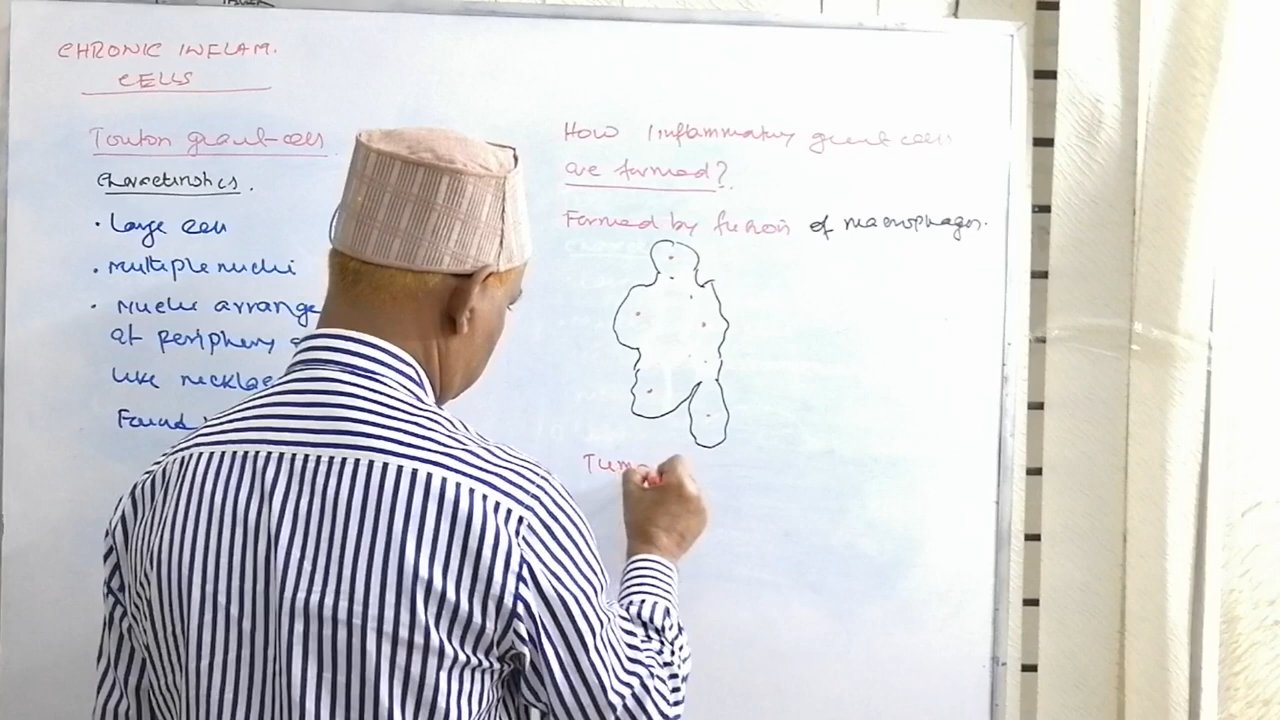 CHRONIC INFLAM.
CELLS
Touton giant cells
characteristics.
. Large cell
. multiple nuclei
. nuclei arrange
at periphery
like necklace
Found
How Inflammatory giant cells
are formed?
Formed by fusion of macrophages.
Tum